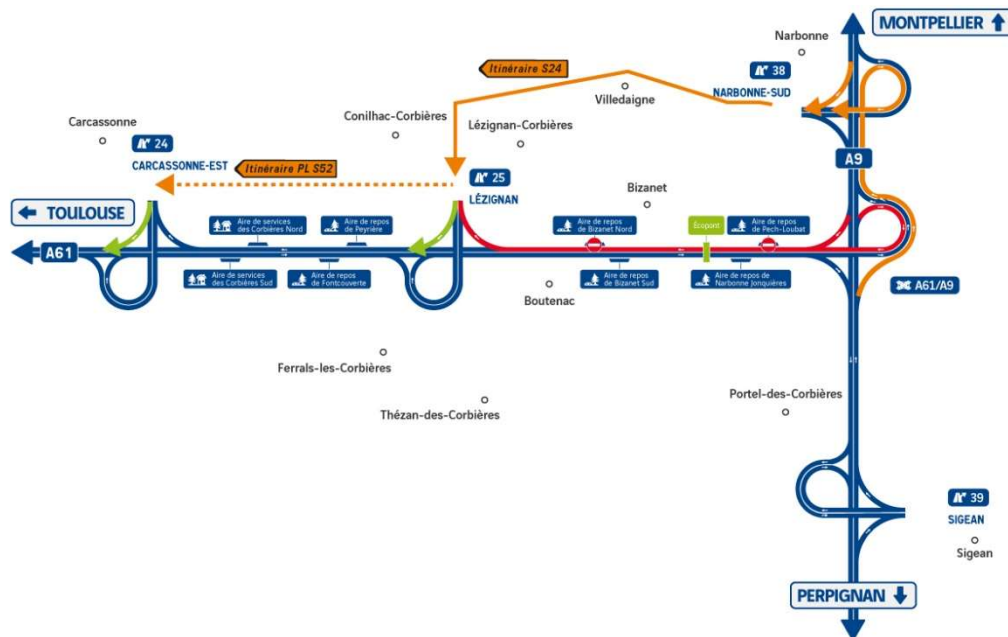 MONTPELLIER
Narbonne
38
NARBONNE-SUD
Itinéraire S24
Villedaigne
Conilhac-Corbières
Lézignan-Corbières
Carcassonne
24
CARCASSONNE-EST
Itinéraire PL S52
25
LÉZIGNAN
A9
Bizanet
TOULOUSE
Aire de services
des Corbières Nord
Aire de repos
de Peyrière
Aire de repos
de Bizanet Nord
Écopont
Aire de repos
de Pech-Loubat
A61
Aire de services
des Corbières Sud
Aire de repos
de Fontcouverte
Aire de repos
de Bizanet Sud
Aire de repos de
Narbonne Jonquières
A61/A9
Boutenac
Ferrals-les-Corbières
Thézan-des-Corbières
Portel-des-Corbières
39
SIGEAN
Sigean
PERPIGNAN